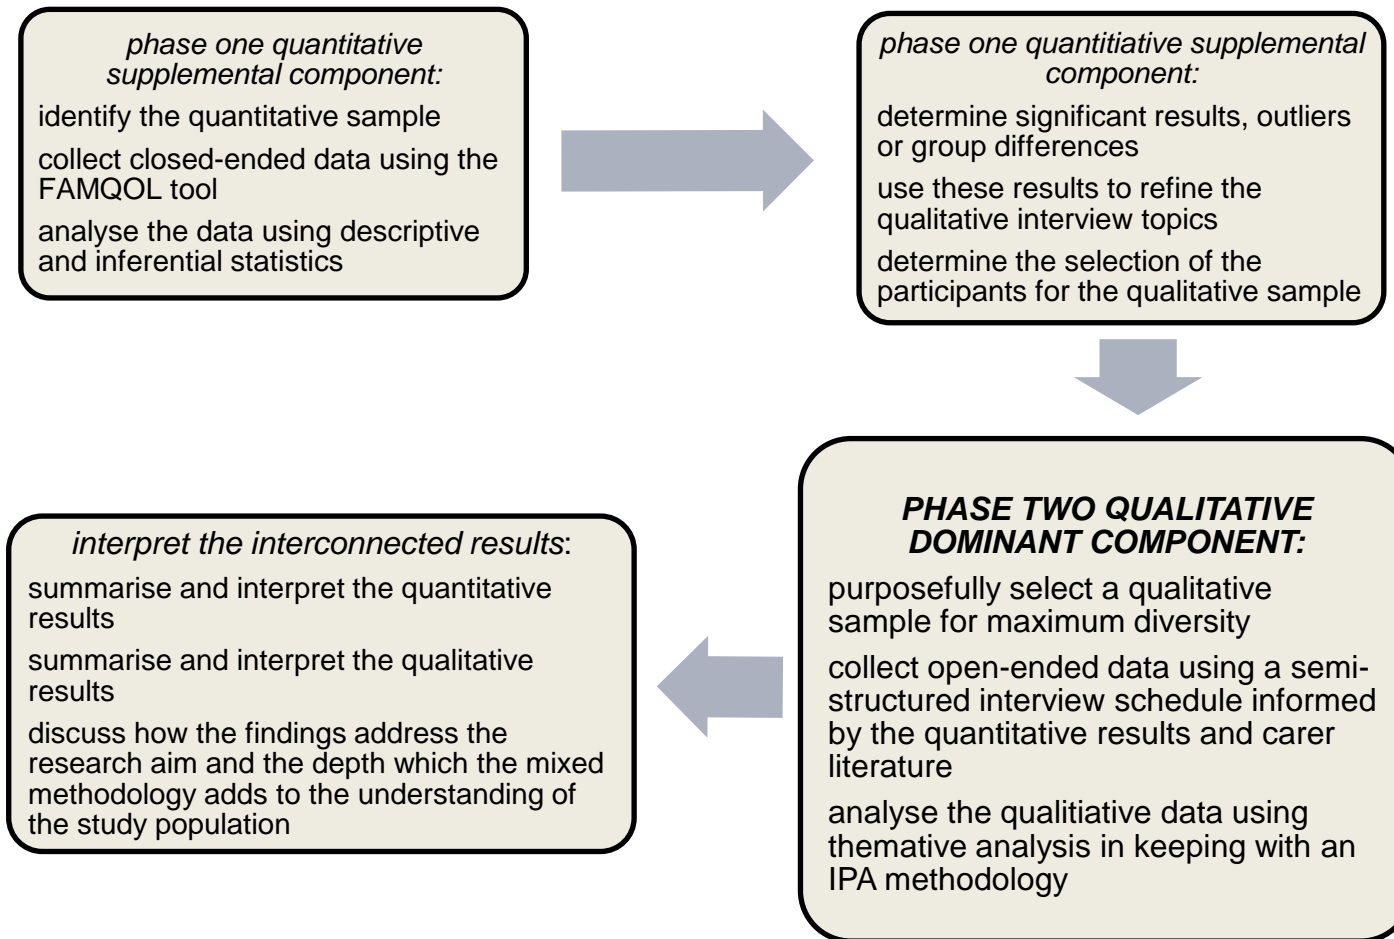 phase one quantitative
supplemental component:
identify the quantitative sample
collect closed-ended data using the
FAMQOL tool
analyse the data using descriptive
and inferential statistics
phase one quantitiative supplemental
component:
determine significant results, outliers
or group differences
use these results to refine the
qualitative interview topics
determine the selection of the
participants for the qualitative sample
PHASE TWO QUALITATIVE
DOMINANT COMPONENT:
purposefully select a qualitative
sample for maximum diversity
collect open-ended data using a semi-
structured interview schedule informed
by the quantitative results and carer
literature
analyse the qualitiative data using
themative analysis in keeping with an
IPA methodology
interpret the interconnected results:
summarise and interpret the quantitative
results
summarise and interpret the qualitative
results
discuss how the findings address the
research aim and the depth which the mixed
methodology adds to the understanding of
the study population